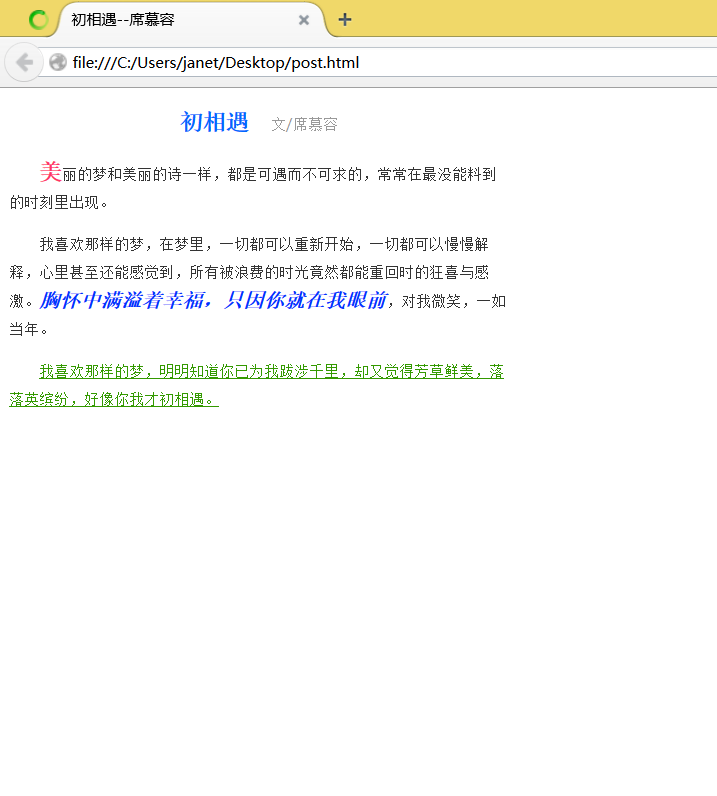 初相遇--席慕容
file:///C:/Users/janet/Desktop/post.html
初相遇 文/席慕容
美丽的梦和美丽的诗一样，都是可遇而不可求的，常常在最没能料到
的时刻里出现。
我喜欢那样的梦，在梦里，一切都可以重新开始，一切都可以慢慢解
释，心里甚至还能感觉到，所有被浪费的时光竟然都能重回时的狂喜与感
激。胸怀中满溢着幸福，只因你就在我眼前，对我微笑，一如
当年。
我喜欢那样的梦，明明知道你已为我跋涉千里，却又觉得芳草鲜美，落
落英缤纷，好像你我才初相遇。